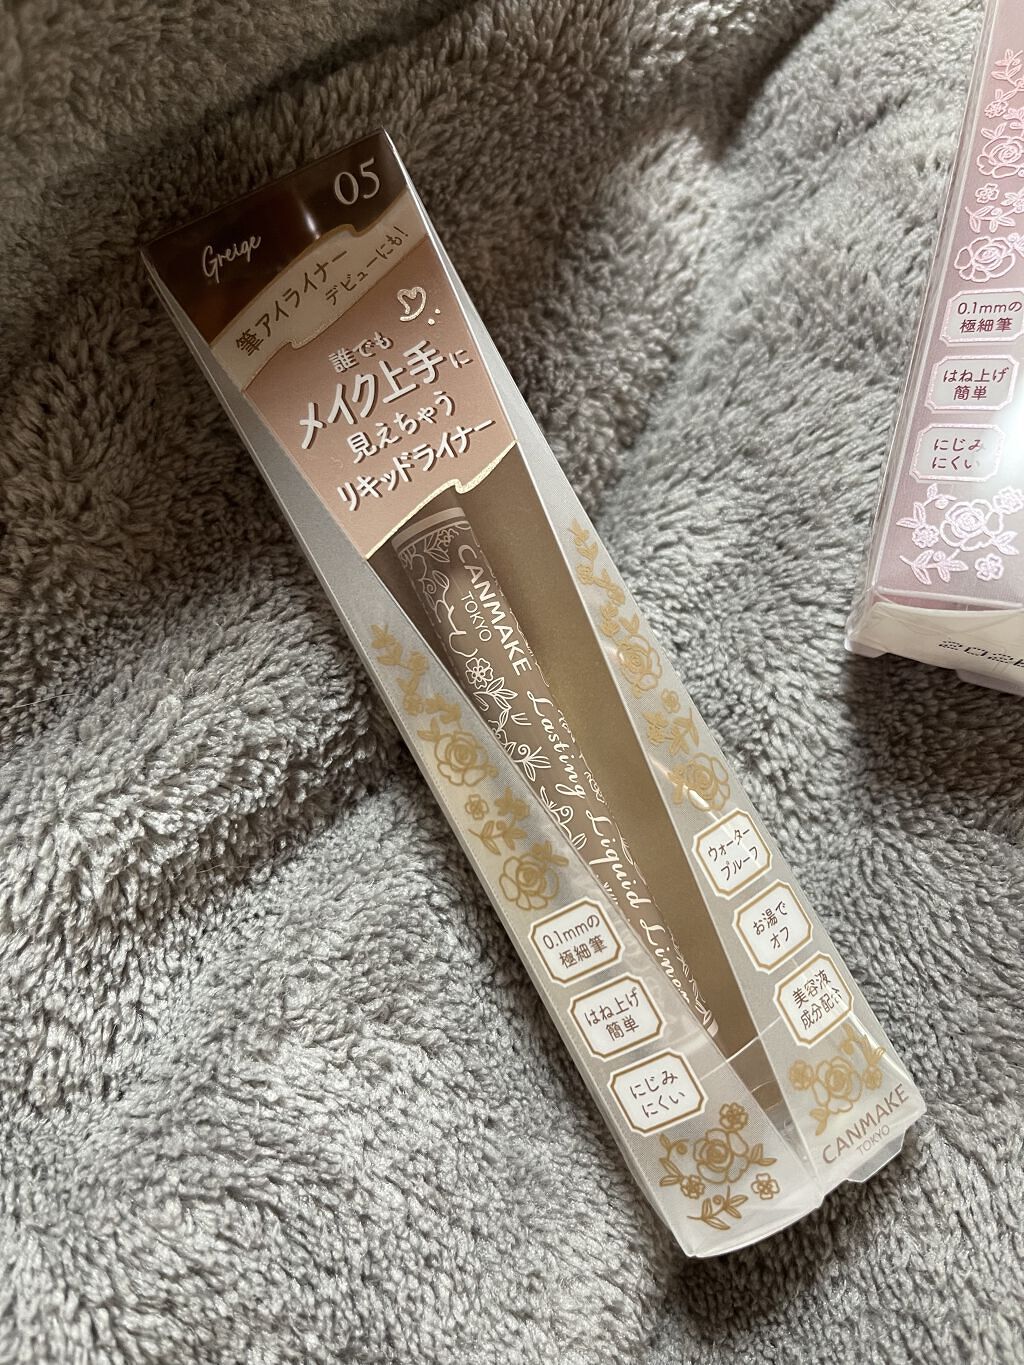 05
Greige
筆アイライナー
デビューにも!
誰でも
メイク上手に
見えちゃう
リキッドライナー
CANMAKE
TOKYO
Lasting Liquid Liner
0.1mmの
極細筆
はね上げ
簡単
にじみ
にくい
ウォーター
プルーフ
お湯で
オフ
美容液
成分配合
CANMAKE
TOKYO
0.1mmの
極細筆
はね上げ
簡単
にじみ
にくい